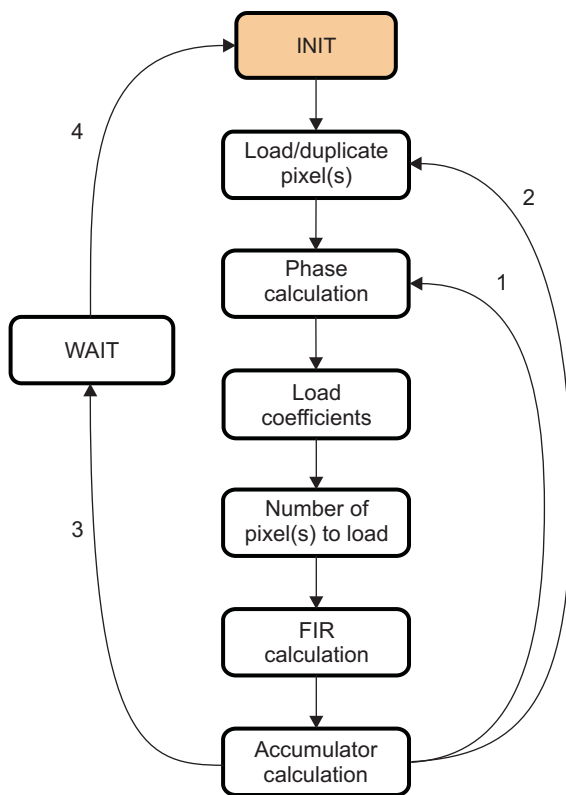 INIT
4
Load/duplicate
pixel(s)
2
Phase
calculation
1
WAIT
Load
coefficients
3
Number of
pixel(s) to load
FIR
calculation
Accumulator
calculation